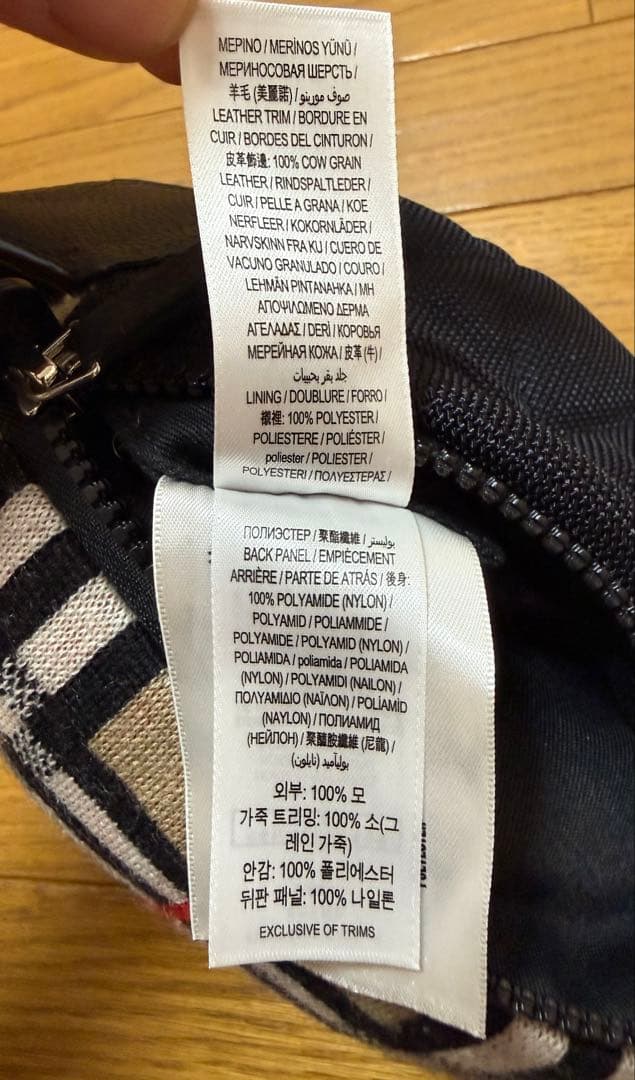 ΜΕΡΙΝΟ / MERİNOS YÜNÜ /
МЕРИНОСОВАЯ ШЕРСТЬ /
羊毛 (美麗諾) / صوف مورينو
LEATHER TRIM / BORDURE EN
CUIR / BORDES DEL CINTURON /
皮革飾邊: 100% COW GRAIN
LEATHER / RINDSPALTLEDER /
CUIR / PELLE A GRANA / KOE
NERFLEER / KOKORNLÄDER /
NARVSKINN FRA KU / CUERO DE
VACUNO GRANULADO / COURO /
LEHMÄN PINTANAHKA / ΜΗ
ΑΠΟΨΙΛΩΜΕΝΟ ΔΕΡΜΑ
ΑΓΕΛΑΔΑΣ / DERİ / КОРОВЬЯ
МЕРЕЙНАЯ КОЖА / 皮革 (牛) /
جلد بقر بحبيبات
LINING / DOUBLURE / FORRO /
襯裡: 100% POLYESTER /
POLIESTERE / POLIÉSTER /
poliester / POLIESTER /
POLYESTERI / ΠΟΛΥΕΣΤΕΡΑΣ /
ПОЛИЭСТЕР / 聚酯纖維 / بوليستر
BACK PANEL / EMPIÈCEMENT
ARRIÈRE / PARTE DE ATRÁS / 後身:
100% POLYAMIDE (NYLON) /
POLYAMID / POLIAMMIDE /
POLYAMIDE / POLYAMID (NYLON) /
POLIAMIDA / poliamida / POLIAMIDA
(NYLON) / POLYAMIDI (NAILON) /
ΠΟΛΥΑΜΙΔΙΟ (ΝΑΪΛΟΝ) / POLİAMİD
(NAYLON) / ПОЛИАМИД
(НЕЙЛОН) / 聚醯胺纖維 (尼龍) /
بولياميد (نايلون)
외부: 100% 모
가죽 트리밍: 100% 소(그
레인 가죽)
안감: 100% 폴리에스터
뒤판 패널: 100% 나일론
EXCLUSIVE OF TRIMS